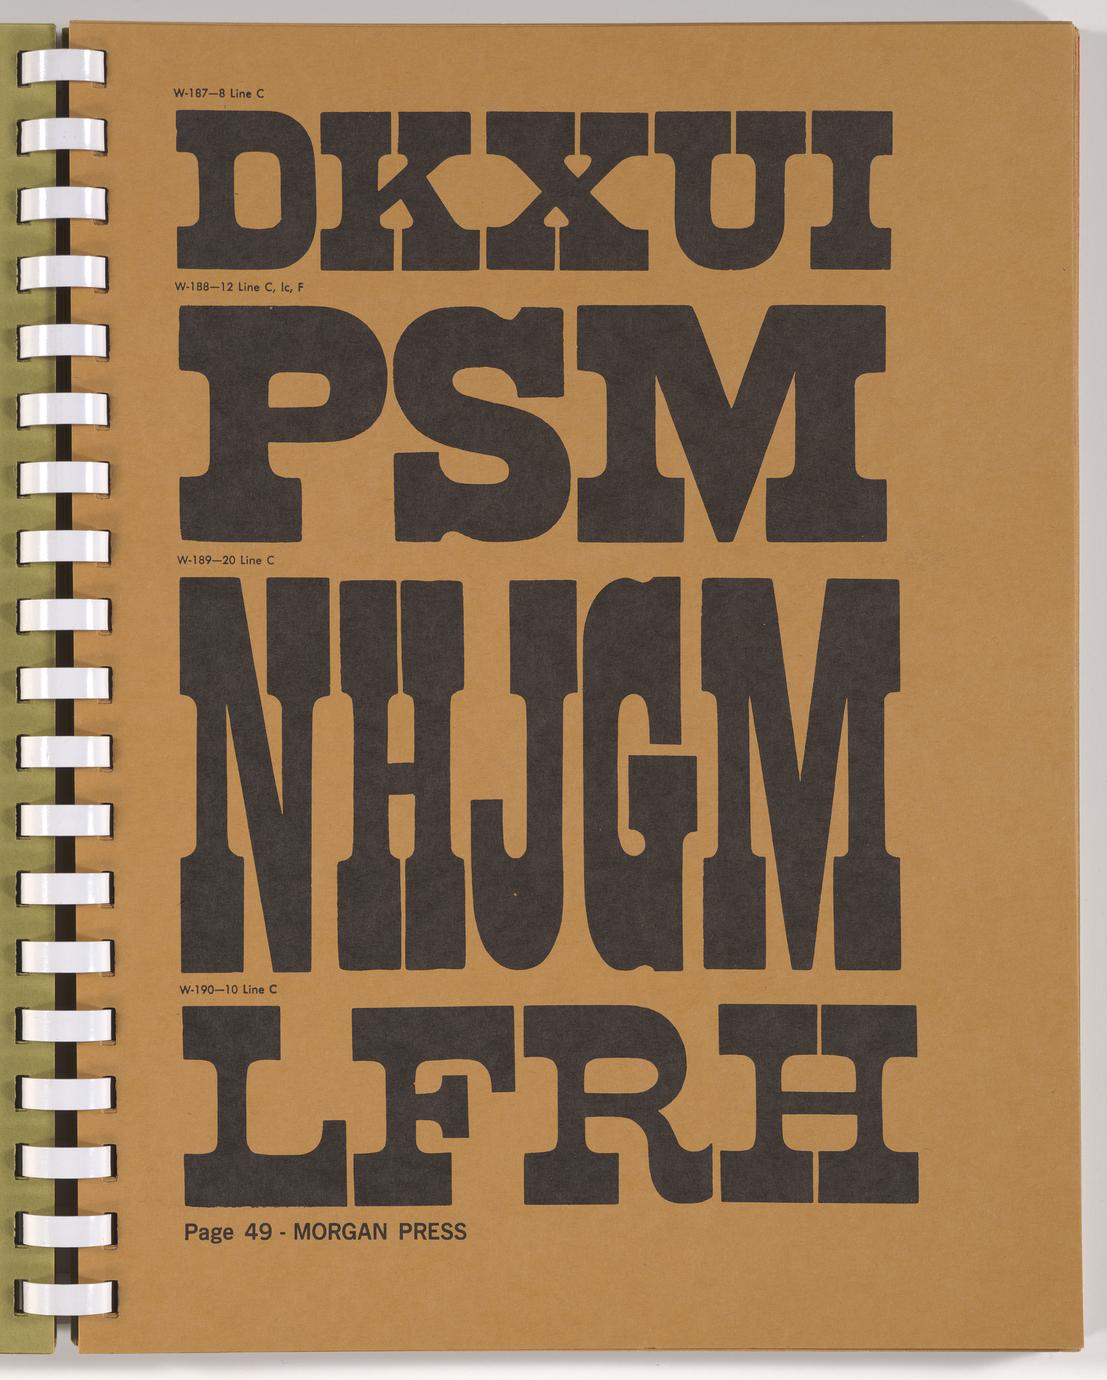 W-187—8 Line C
DKXUI
W-188—12 Line C, lc, F
PSM
W-189—20 Line C
NHJGM
W-190—10 Line C
LFRH
Page 49 - MORGAN PRESS